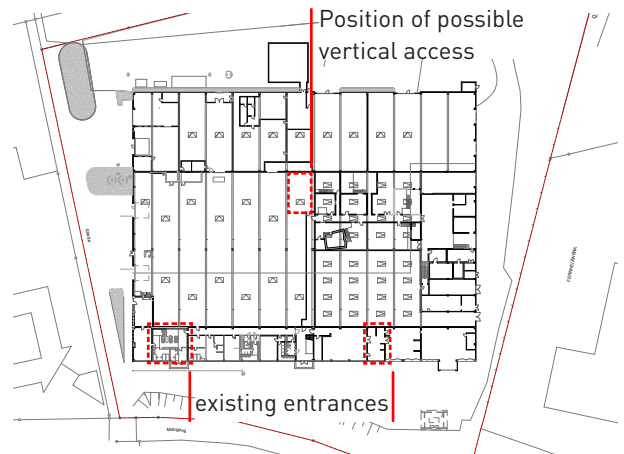 Position of possible
vertical access
existing entrances